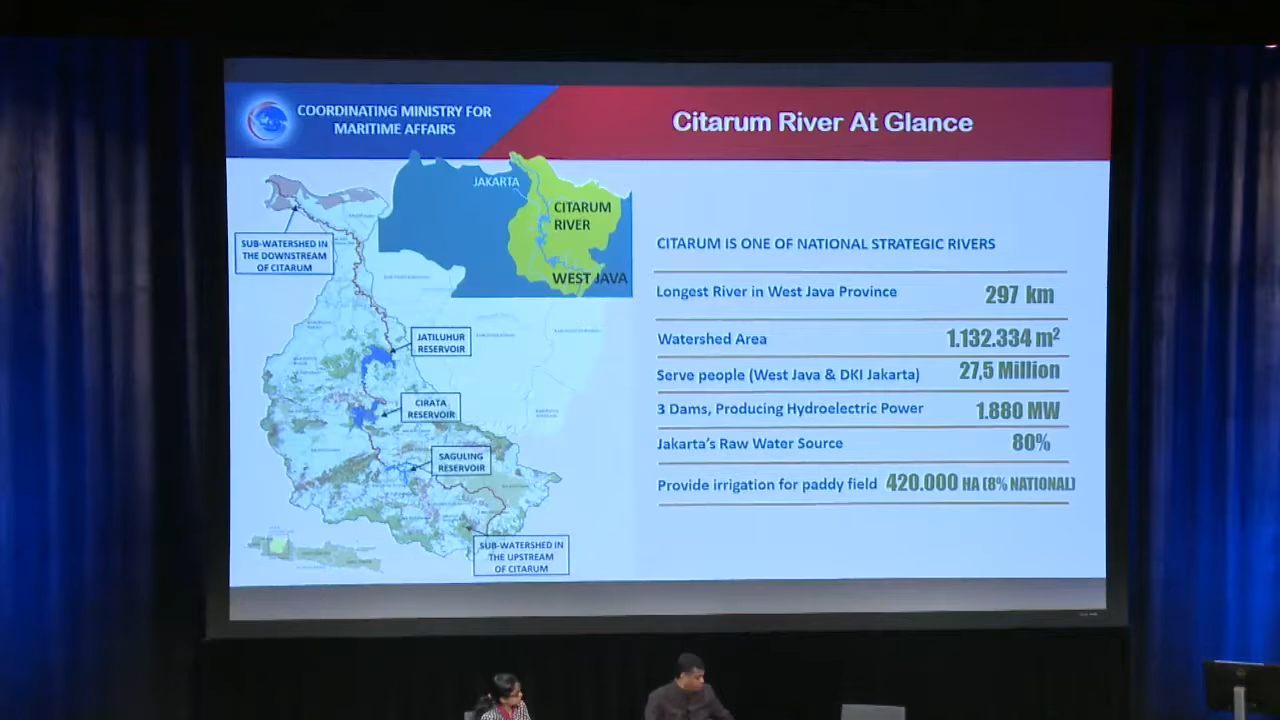 COORDINATING MINISTRY FOR
MARITIME AFFAIRS
Citarum River At Glance
JAKARTA
CITARUM
RIVER
WEST JAVA
SUB-WATERSHED IN
THE DOWNSTREAM
OF CITARUM
JATILUHUR
RESERVOIR
CIRATA
RESERVOIR
SAGULING
RESERVOIR
SUB-WATERSHED IN
THE UPSTREAM
OF CITARUM
CITARUM IS ONE OF NATIONAL STRATEGIC RIVERS
Longest River in West Java Province 297 km
Watershed Area 1.132.334 m²
Serve people (West Java & DKI Jakarta) 27,5 Million
3 Dams, Producing Hydroelectric Power 1.880 MW
Jakarta's Raw Water Source 80%
Provide irrigation for paddy field 420.000 HA (8% NATIONAL)